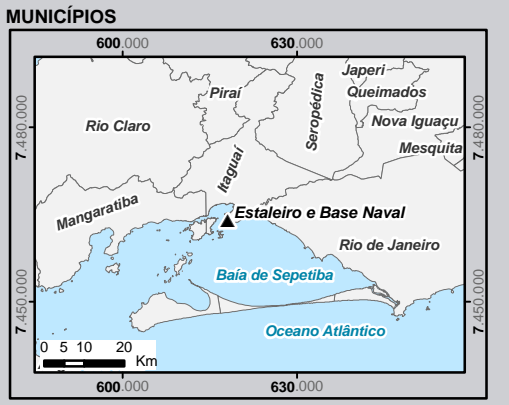 MUNICÍPIOS
600.000 630.000
Japeri
Piraí
Seropédica
Queimados
7.480.000
Rio Claro
Nova Iguaçu
7.480.000
Mesquita
Itaguaí
Mangaratiba
Estaleiro e Base Naval
Rio de Janeiro
Baía de Sepetiba
7.450.000
7.450.000
Oceano Atlântico
0 5 10 20
Km
600.000 630.000